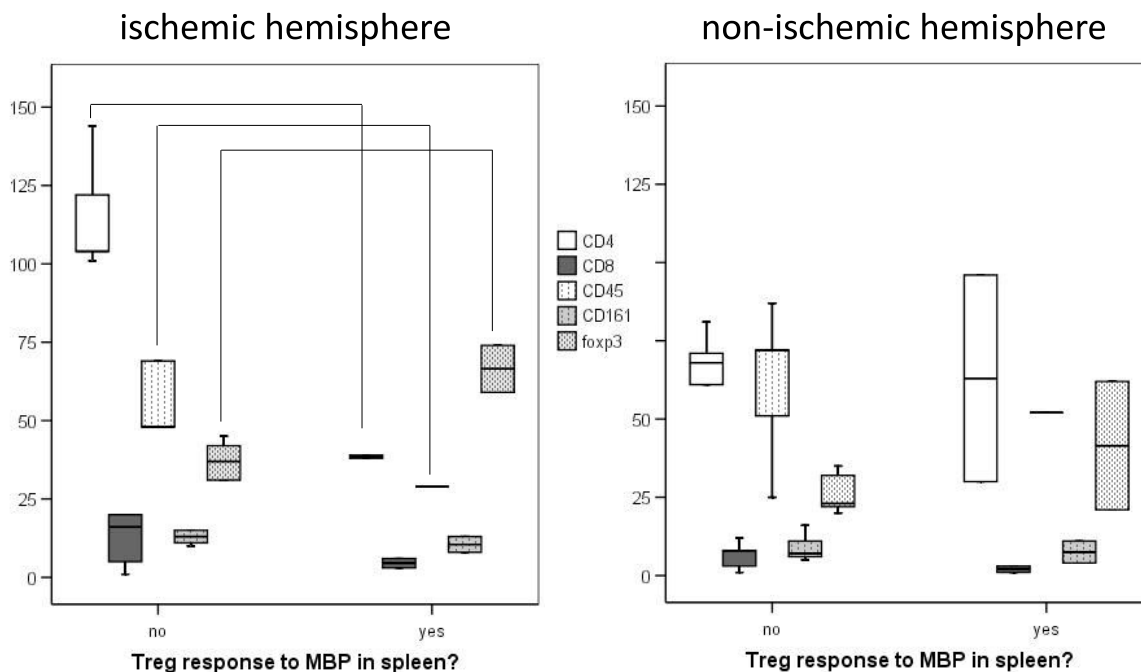 ischemic hemisphere
non-ischemic hemisphere
150
125
100
75
50
25
0
no
yes
Treg response to MBP in spleen?
CD4
CD8
CD45
CD161
foxp3
150
125
50
25
0
no
yes
Treg response to MBP in spleen?